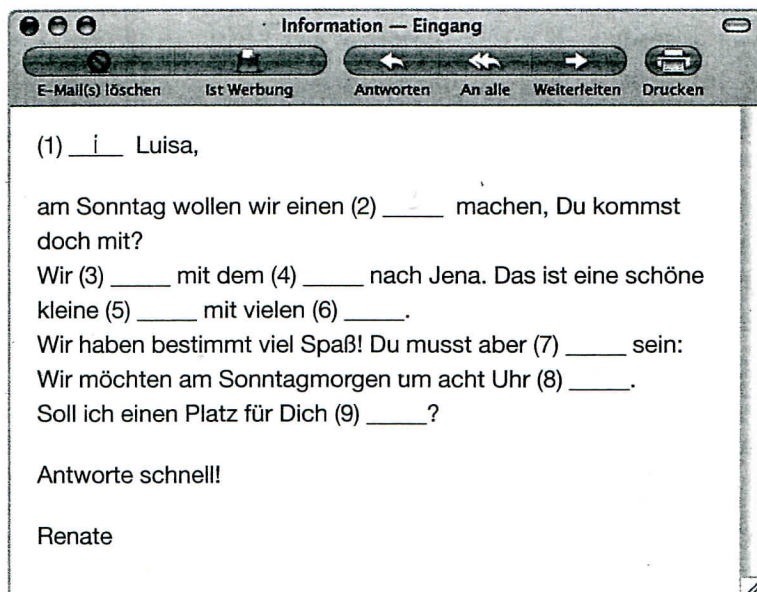 Information — Eingang
E-Mail(s) löschen Ist Werbung Antworten An alle Weiterleiten Drucken
(1) __i__ Luisa,
am Sonntag wollen wir einen (2) _____ machen, Du kommst
doch mit?
Wir (3) _____ mit dem (4) _____ nach Jena. Das ist eine schöne
kleine (5) _____ mit vielen (6) _____.
Wir haben bestimmt viel Spaß! Du musst aber (7) _____ sein:
Wir möchten am Sonntagmorgen um acht Uhr (8) _____.
Soll ich einen Platz für Dich (9) _____?
Antworte schnell!
Renate